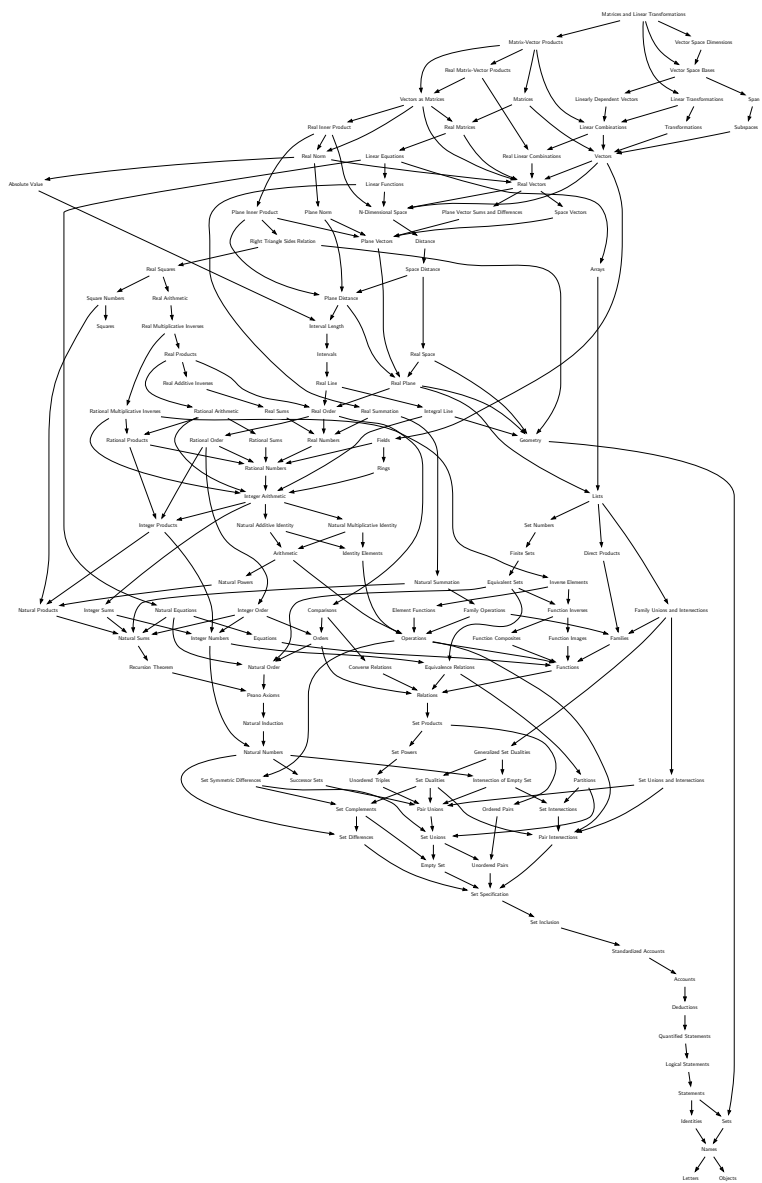 Matrices and Linear Transformations
Matrix-Vector Products
Vector Space Dimensions
Real Matrix-Vector Products
Vector Space Bases
Vectors as Matrices
Matrices
Linearly Dependent Vectors
Linear Transformations
Span
Real Inner Product
Real Matrices
Linear Combinations
Transformations
Subspaces
Real Norm
Linear Equations
Real Linear Combinations
Vectors
Absolute Value
Linear Functions
Real Vectors
Plane Inner Product
Plane Norm
N-Dimensional Space
Plane Vector Sums and Differences
Space Vectors
Right Triangle Sides Relation
Plane Vectors
Distance
Real Squares
Space Distance
Arrays
Square Numbers
Real Arithmetic
Plane Distance
Squares
Real Multiplicative Inverses
Interval Length
Real Products
Intervals
Real Space
Real Additive Inverses
Real Line
Real Plane
Rational Multiplicative Inverses
Rational Arithmetic
Real Sums
Real Order
Real Summation
Integral Line
Rational Products
Rational Order
Rational Sums
Real Numbers
Fields
Geometry
Rational Numbers
Rings
Integer Arithmetic
Lists
Integer Products
Natural Additive Identity
Natural Multiplicative Identity
Set Numbers
Arithmetic
Identity Elements
Finite Sets
Direct Products
Natural Powers
Natural Summation
Equivalent Sets
Inverse Elements
Natural Products
Integer Sums
Natural Equations
Integer Order
Comparisons
Element Functions
Family Operations
Function Inverses
Family Unions and Intersections
Natural Sums
Integer Numbers
Equations
Orders
Operations
Function Composites
Function Images
Families
Recursion Theorem
Natural Order
Converse Relations
Equivalence Relations
Functions
Peano Axioms
Relations
Natural Induction
Set Products
Natural Numbers
Set Powers
Generalized Set Dualities
Set Symmetric Differences
Successor Sets
Unordered Triples
Set Dualities
Intersection of Empty Set
Partitions
Set Unions and Intersections
Set Complements
Pair Unions
Ordered Pairs
Set Intersections
Set Differences
Set Unions
Pair Intersections
Empty Set
Unordered Pairs
Set Specification
Set Inclusion
Standardized Accounts
Accounts
Deductions
Quantified Statements
Logical Statements
Statements
Identities
Sets
Names
Letters
Objects